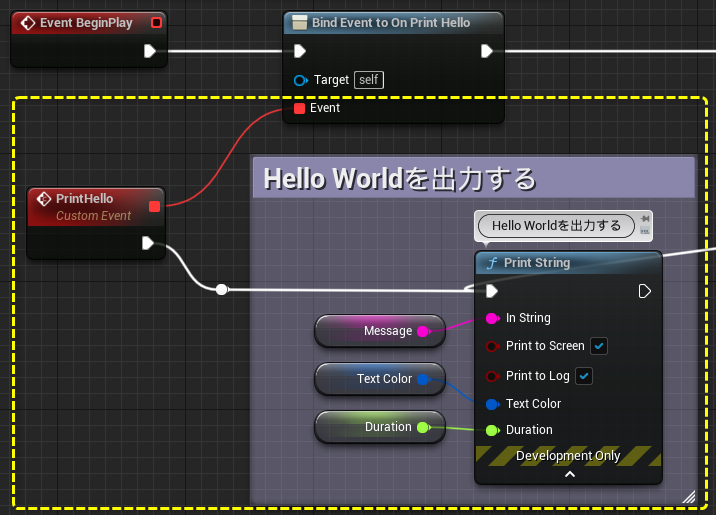 Event BeginPlay
Bind Event to On Print Hello
Target self
Event
Hello Worldを出力する
PrintHello
Custom Event
Hello Worldを出力する
Print String
Message
In String
Print to Screen
Text Color
Print to Log
Text Color
Duration
Duration
Development Only